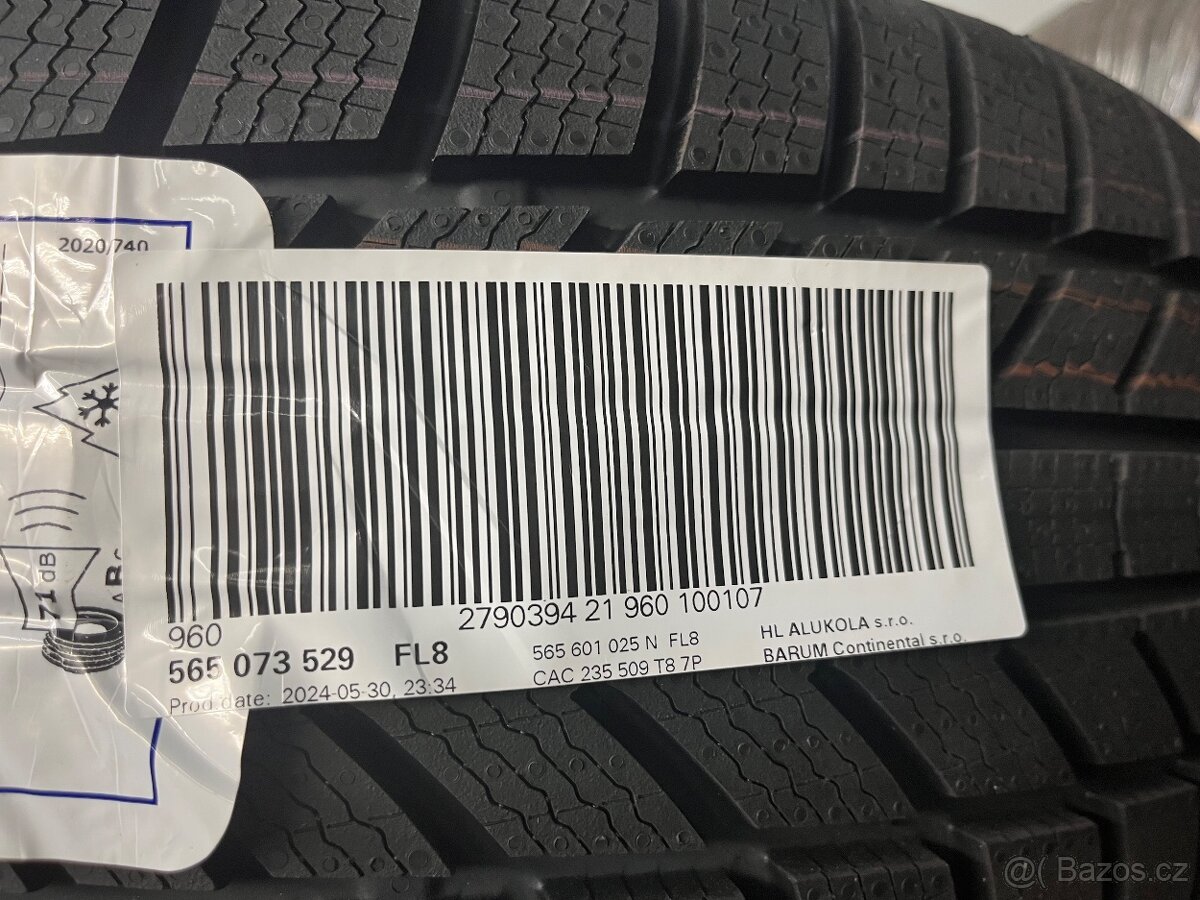 2020/740
71 dB
2790394 21 960 100107
960
565 073 529 FL8
565 601 025 N FL8
CAC 235 509 T8 7P
HL ALUKOLA s.r.o.
BARUM Continental s.r.o.
Prod date: 2024-05-30, 23:34
@( Bazos.cz